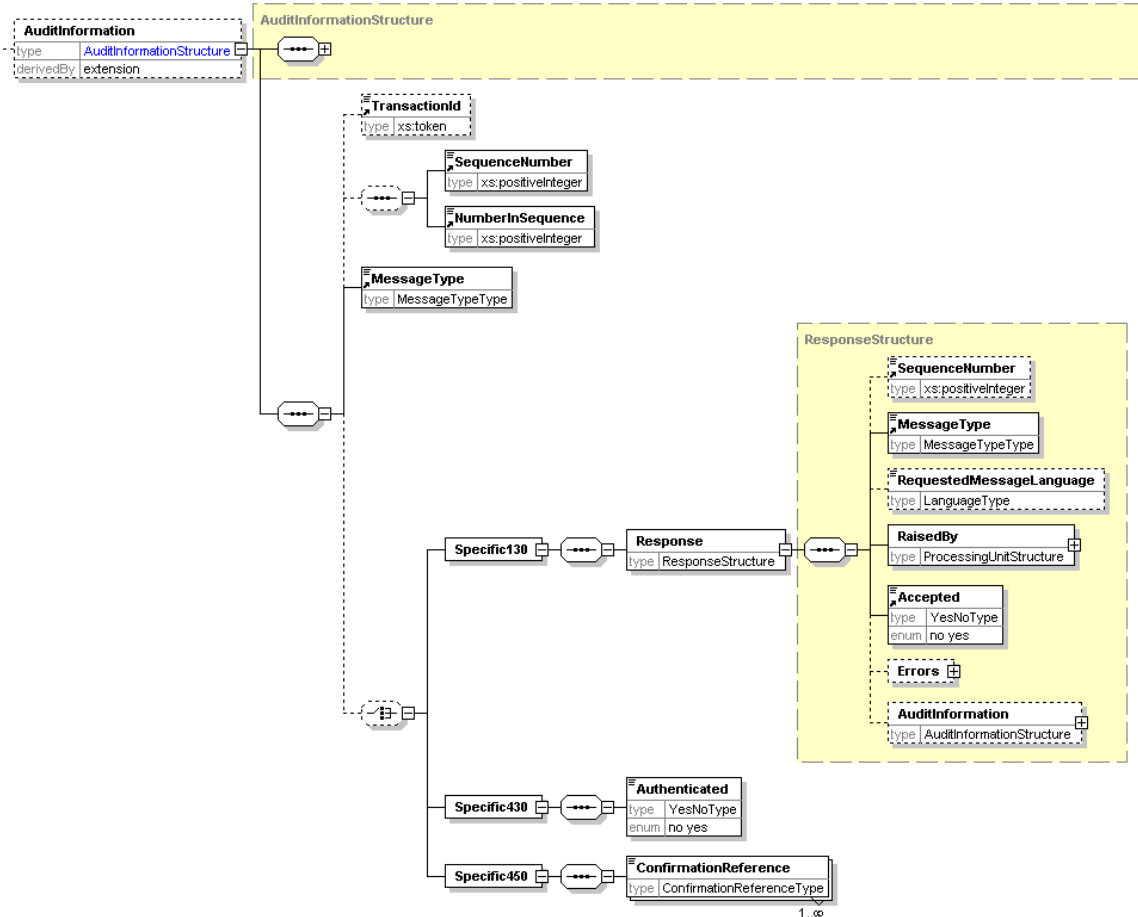 AuditInformation
type AuditInformationStructure
derivedBy extension
AuditInformationStructure
TransactionId
type xs:token
SequenceNumber
type xs:positiveInteger
NumberInSequence
type xs:positiveInteger
MessageType
type MessageTypeType
ResponseStructure
SequenceNumber
type xs:positiveInteger
MessageType
type MessageTypeType
RequestedMessageLanguage
type LanguageType
Specific130
Response
type ResponseStructure
RaisedBy
type ProcessingUnitStructure
Accepted
type YesNoType
enum no yes
Errors
AuditInformation
type AuditInformationStructure
Specific430
Authenticated
type YesNoType
enum no yes
Specific450
ConfirmationReference
type ConfirmationReferenceType
1..∞